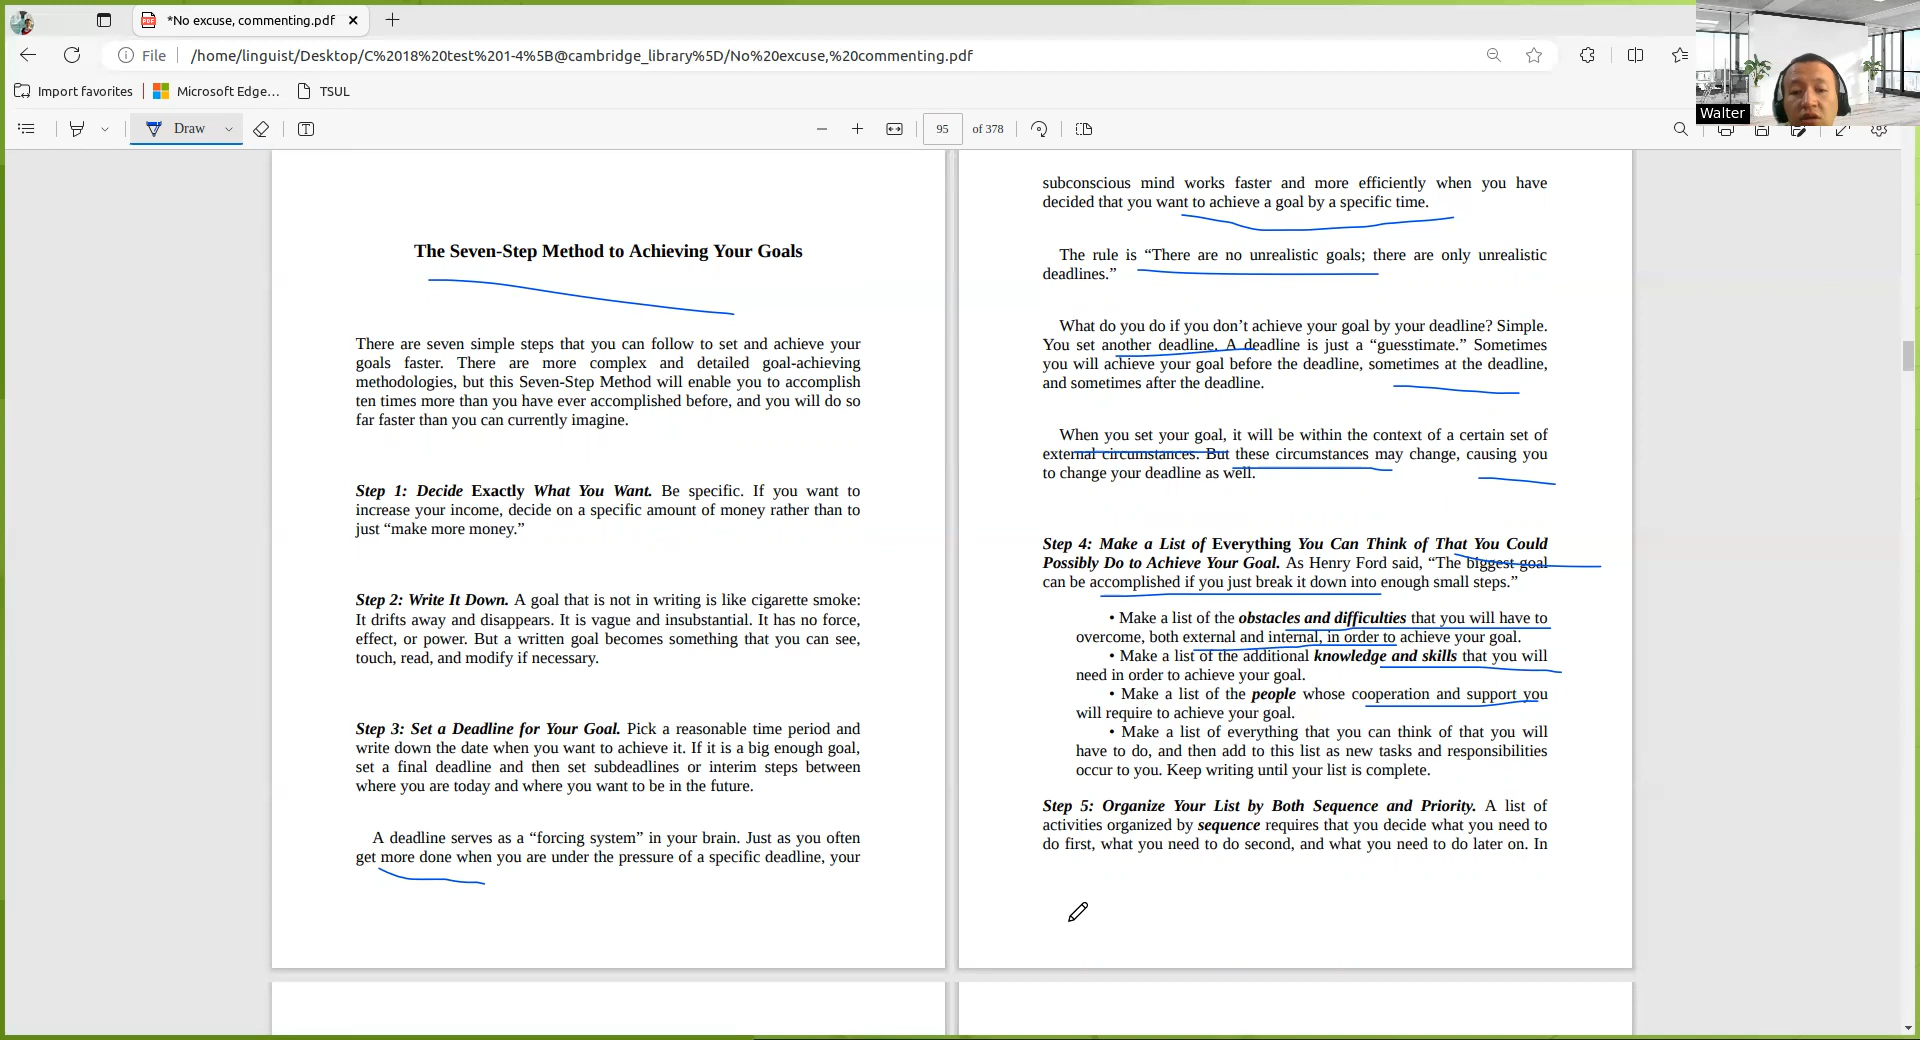 *No excuse, commenting.pdf
File
/home/linguist/Desktop/C%2018%20test%201-4%5B@cambridge_library%5D/No%20excuse,%20commenting.pdf
Import favorites
Microsoft Edge...
TSUL
Walter
Draw
95 of 378
The Seven-Step Method to Achieving Your Goals
There are seven simple steps that you can follow to set and achieve your
goals faster. There are more complex and detailed goal-achieving
methodologies, but this Seven-Step Method will enable you to accomplish
ten times more than you have ever accomplished before, and you will do so
far faster than you can currently imagine.
Step 1: Decide Exactly What You Want. Be specific. If you want to
increase your income, decide on a specific amount of money rather than to
just “make more money.”
Step 2: Write It Down. A goal that is not in writing is like cigarette smoke:
It drifts away and disappears. It is vague and insubstantial. It has no force,
effect, or power. But a written goal becomes something that you can see,
touch, read, and modify if necessary.
Step 3: Set a Deadline for Your Goal. Pick a reasonable time period and
write down the date when you want to achieve it. If it is a big enough goal,
set a final deadline and then set subdeadlines or interim steps between
where you are today and where you want to be in the future.
A deadline serves as a “forcing system” in your brain. Just as you often
get more done when you are under the pressure of a specific deadline, your
subconscious mind works faster and more efficiently when you have
decided that you want to achieve a goal by a specific time.
The rule is “There are no unrealistic goals; there are only unrealistic
deadlines.”
What do you do if you don’t achieve your goal by your deadline? Simple.
You set another deadline. A deadline is just a “guesstimate.” Sometimes
you will achieve your goal before the deadline, sometimes at the deadline,
and sometimes after the deadline.
When you set your goal, it will be within the context of a certain set of
external circumstances. But these circumstances may change, causing you
to change your deadline as well.
Step 4: Make a List of Everything You Can Think of That You Could
Possibly Do to Achieve Your Goal. As Henry Ford said, “The biggest goal
can be accomplished if you just break it down into enough small steps.”
• Make a list of the obstacles and difficulties that you will have to
overcome, both external and internal, in order to achieve your goal.
• Make a list of the additional knowledge and skills that you will
need in order to achieve your goal.
• Make a list of the people whose cooperation and support you
will require to achieve your goal.
• Make a list of everything that you can think of that you will
have to do, and then add to this list as new tasks and responsibilities
occur to you. Keep writing until your list is complete.
Step 5: Organize Your List by Both Sequence and Priority. A list of
activities organized by sequence requires that you decide what you need to
do first, what you need to do second, and what you need to do later on. In